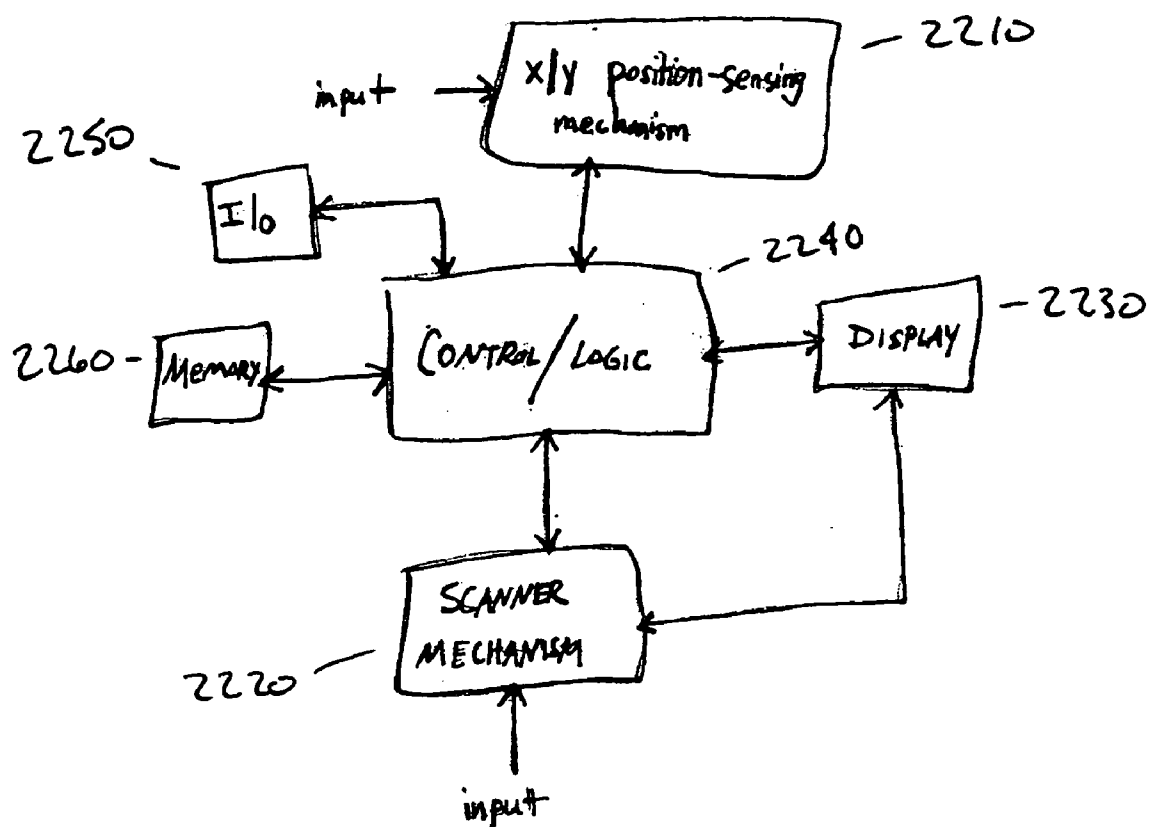 2210
x/y position-sensing
mechanism
input
2250
I/o
2240
2230
DISPLAY
CONTROL/LOGIC
2260
MEMORY
SCANNER
MECHANISM
2220
input